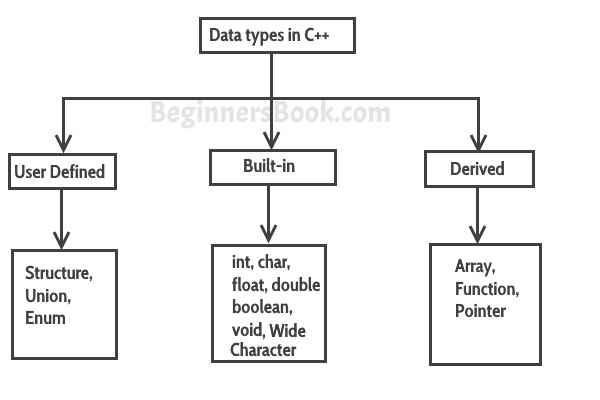 Data types in C++
BeginnersBook.com
User Defined
Built-in
Derived
Structure,
Union,
Enum
int, char,
float, double
boolean,
void, Wide
Character
Array,
Function,
Pointer